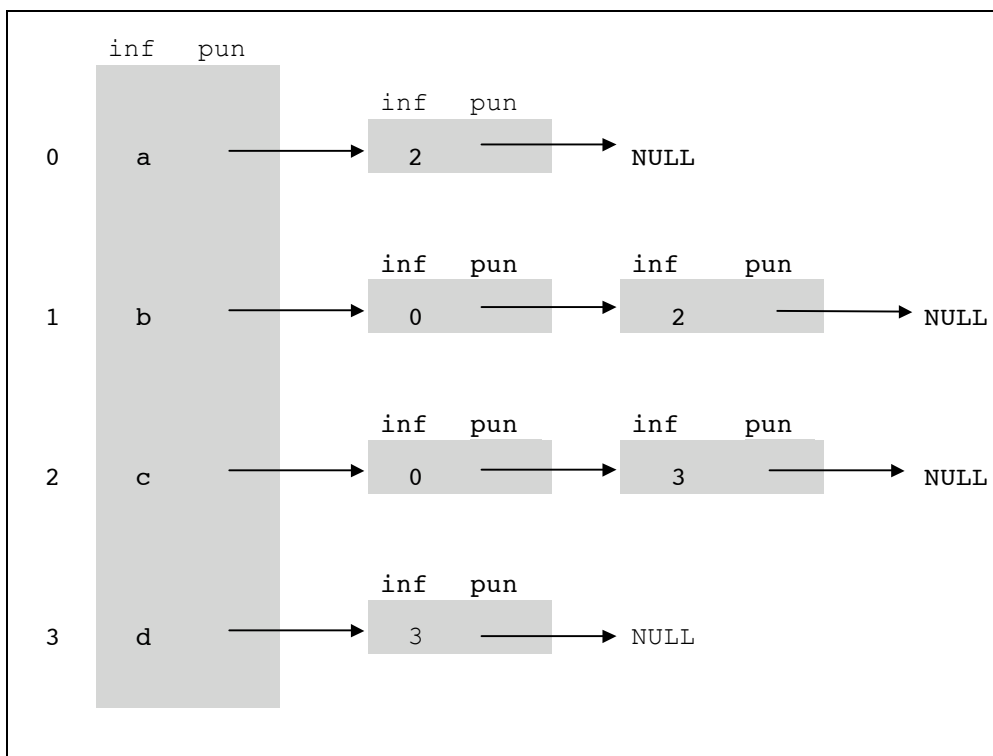 inf pun
inf pun
0 a 2 NULL
inf pun inf pun
1 b 0 2 NULL
inf pun inf pun
2 c 0 3 NULL
inf pun
3 d 3 NULL